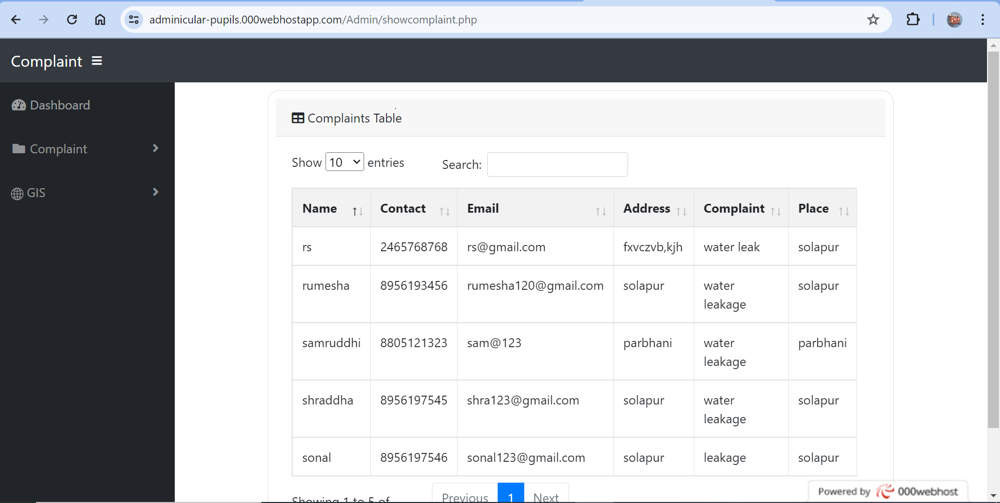 adminicular-pupils.000webhostapp.com/Admin/showcomplaint.php
Complaint
Dashboard
Complaint
GIS
Complaints Table
Show 10 entries Search:
Name Contact Email Address Complaint Place
rs 2465768768 rs@gmail.com fxvczvb,kjh water leak solapur
rumesha 8956193456 rumesha120@gmail.com solapur water solapur
leakage
samruddhi 8805121323 sam@123 parbhani water parbhani
leakage
shraddha 8956197545 shra123@gmail.com solapur water solapur
leakage
sonal 8956197546 sonal123@gmail.com solapur leakage solapur
Showing 1 to 5 of Previous 1 Next
Powered by 000webhost